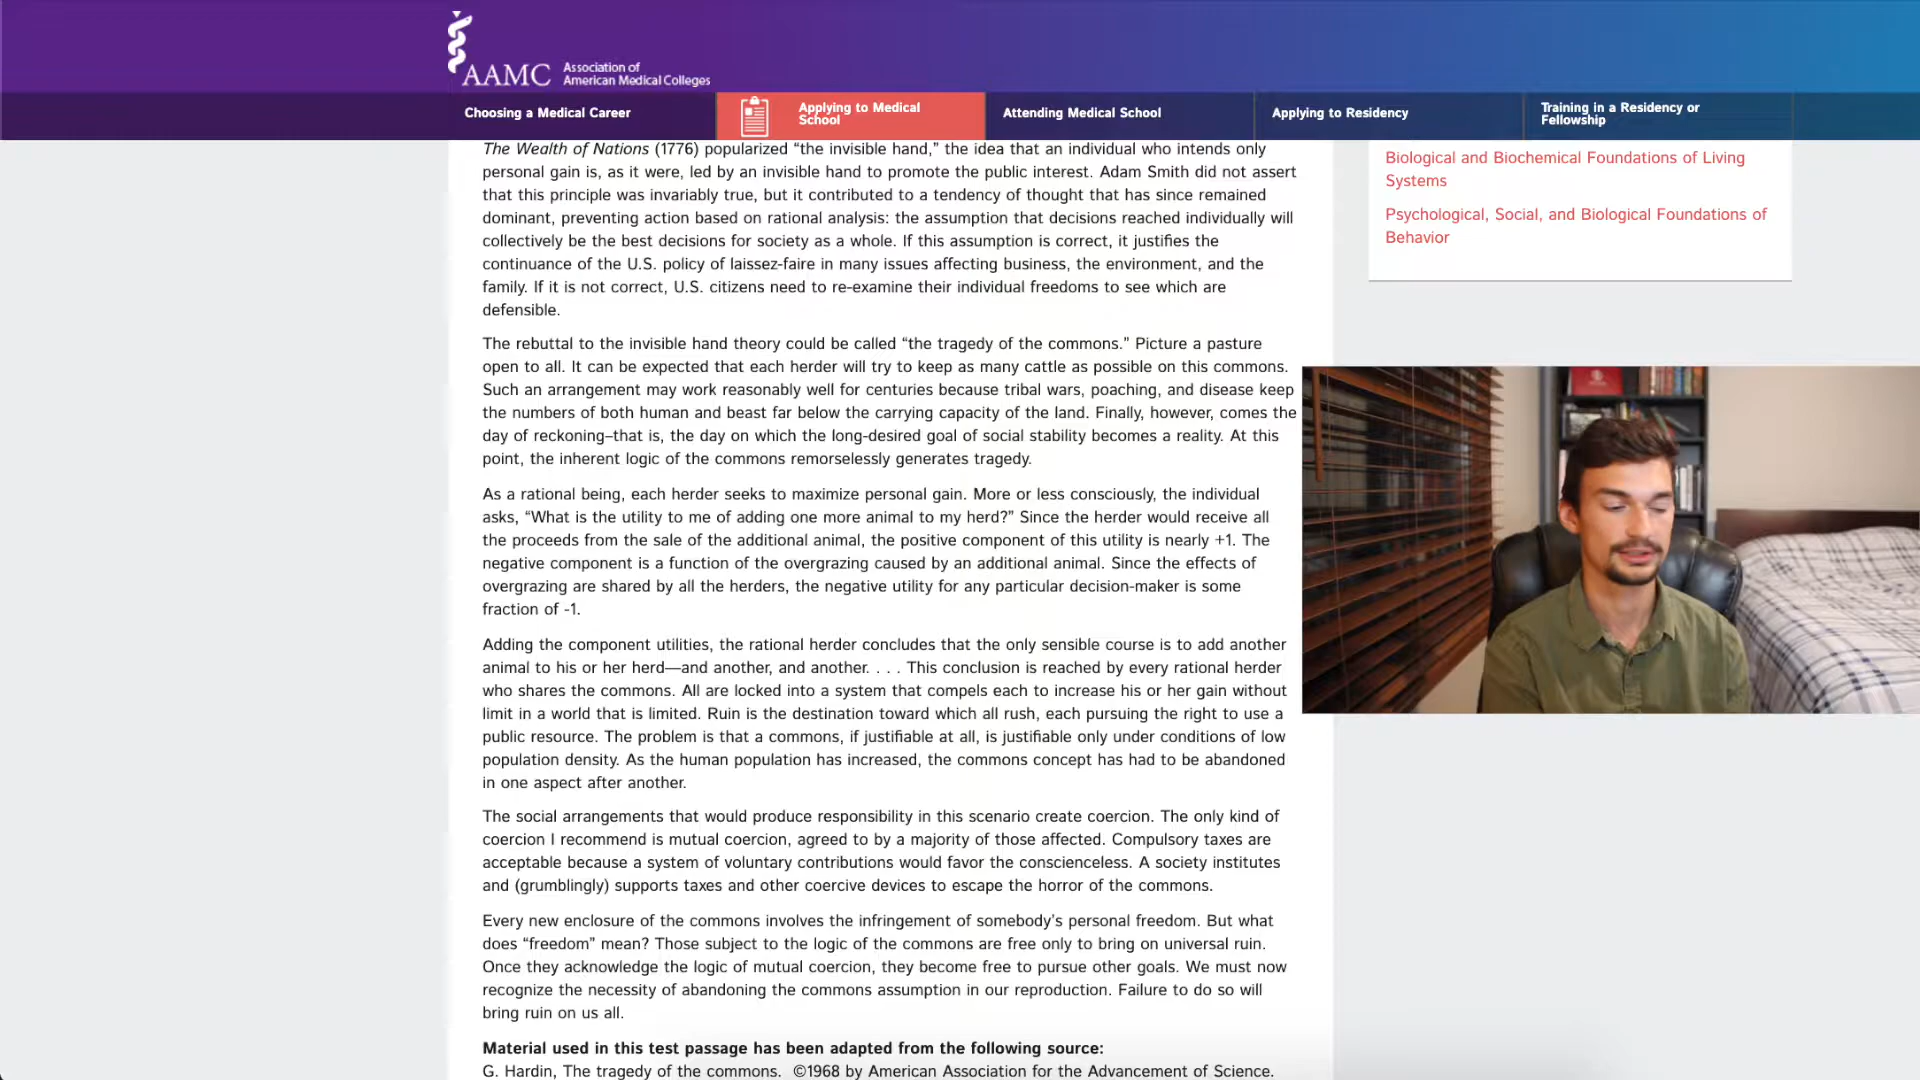 AAMC
Association of
American Medical Colleges
Choosing a Medical Career
Applying to Medical
School
Attending Medical School
Applying to Residency
Training in a Residency or
Fellowship
The Wealth of Nations (1776) popularized “the invisible hand,” the idea that an individual who intends only
personal gain is, as it were, led by an invisible hand to promote the public interest. Adam Smith did not assert
that this principle was invariably true, but it contributed to a tendency of thought that has since remained
dominant, preventing action based on rational analysis: the assumption that decisions reached individually will
collectively be the best decisions for society as a whole. If this assumption is correct, it justifies the
continuance of the U.S. policy of laissez-faire in many issues affecting business, the environment, and the
family. If it is not correct, U.S. citizens need to re-examine their individual freedoms to see which are
defensible.
The rebuttal to the invisible hand theory could be called “the tragedy of the commons.” Picture a pasture
open to all. It can be expected that each herder will try to keep as many cattle as possible on this commons.
Such an arrangement may work reasonably well for centuries because tribal wars, poaching, and disease keep
the numbers of both human and beast far below the carrying capacity of the land. Finally, however, comes the
day of reckoning–that is, the day on which the long-desired goal of social stability becomes a reality. At this
point, the inherent logic of the commons remorselessly generates tragedy.
As a rational being, each herder seeks to maximize personal gain. More or less consciously, the individual
asks, “What is the utility to me of adding one more animal to my herd?” Since the herder would receive all
the proceeds from the sale of the additional animal, the positive component of this utility is nearly +1. The
negative component is a function of the overgrazing caused by an additional animal. Since the effects of
overgrazing are shared by all the herders, the negative utility for any particular decision-maker is some
fraction of -1.
Adding the component utilities, the rational herder concludes that the only sensible course is to add another
animal to his or her herd—and another, and another. . . . This conclusion is reached by every rational herder
who shares the commons. All are locked into a system that compels each to increase his or her gain without
limit in a world that is limited. Ruin is the destination toward which all rush, each pursuing the right to use a
public resource. The problem is that a commons, if justifiable at all, is justifiable only under conditions of low
population density. As the human population has increased, the commons concept has had to be abandoned
in one aspect after another.
The social arrangements that would produce responsibility in this scenario create coercion. The only kind of
coercion I recommend is mutual coercion, agreed to by a majority of those affected. Compulsory taxes are
acceptable because a system of voluntary contributions would favor the conscienceless. A society institutes
and (grumblingly) supports taxes and other coercive devices to escape the horror of the commons.
Every new enclosure of the commons involves the infringement of somebody’s personal freedom. But what
does “freedom” mean? Those subject to the logic of the commons are free only to bring on universal ruin.
Once they acknowledge the logic of mutual coercion, they become free to pursue other goals. We must now
recognize the necessity of abandoning the commons assumption in our reproduction. Failure to do so will
bring ruin on us all.
Material used in this test passage has been adapted from the following source:
G. Hardin, The tragedy of the commons. ©1968 by American Association for the Advancement of Science.
Biological and Biochemical Foundations of Living
Systems
Psychological, Social, and Biological Foundations of
Behavior